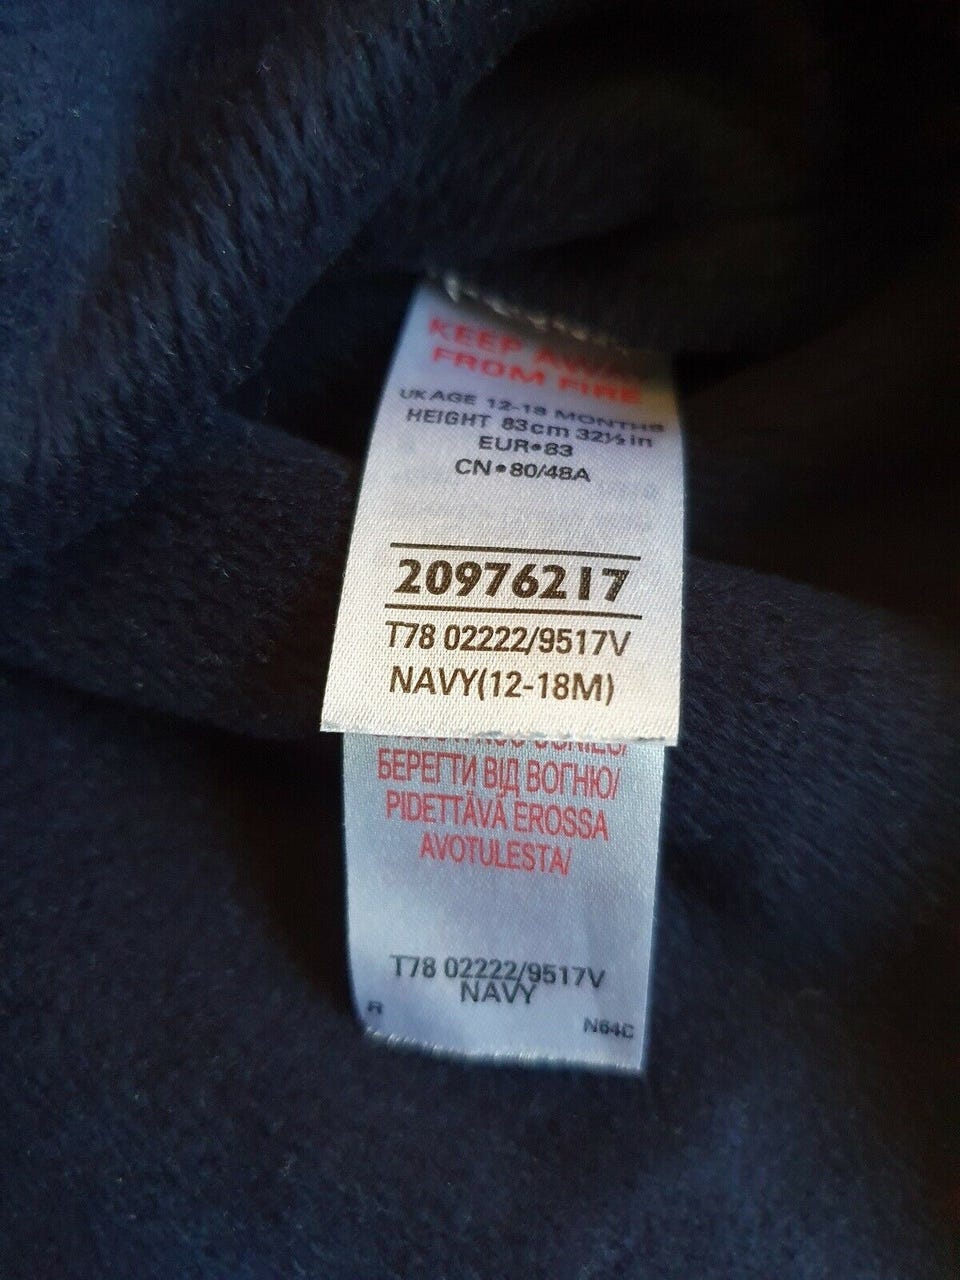 KEEP AWAY
FROM FIRE
UK AGE 12-18 MONTHS
HEIGHT 83cm 32½ in
EUR•83
CN•80/48A
20976217
T78 02222/9517V
NAVY(12-18M)
БЕРЕГТИ ВІД ВОГНЮ/
PIDETTÄVÄ EROSSA
AVOTULESTA/
T78 02222/9517V
NAVY
R
N64C